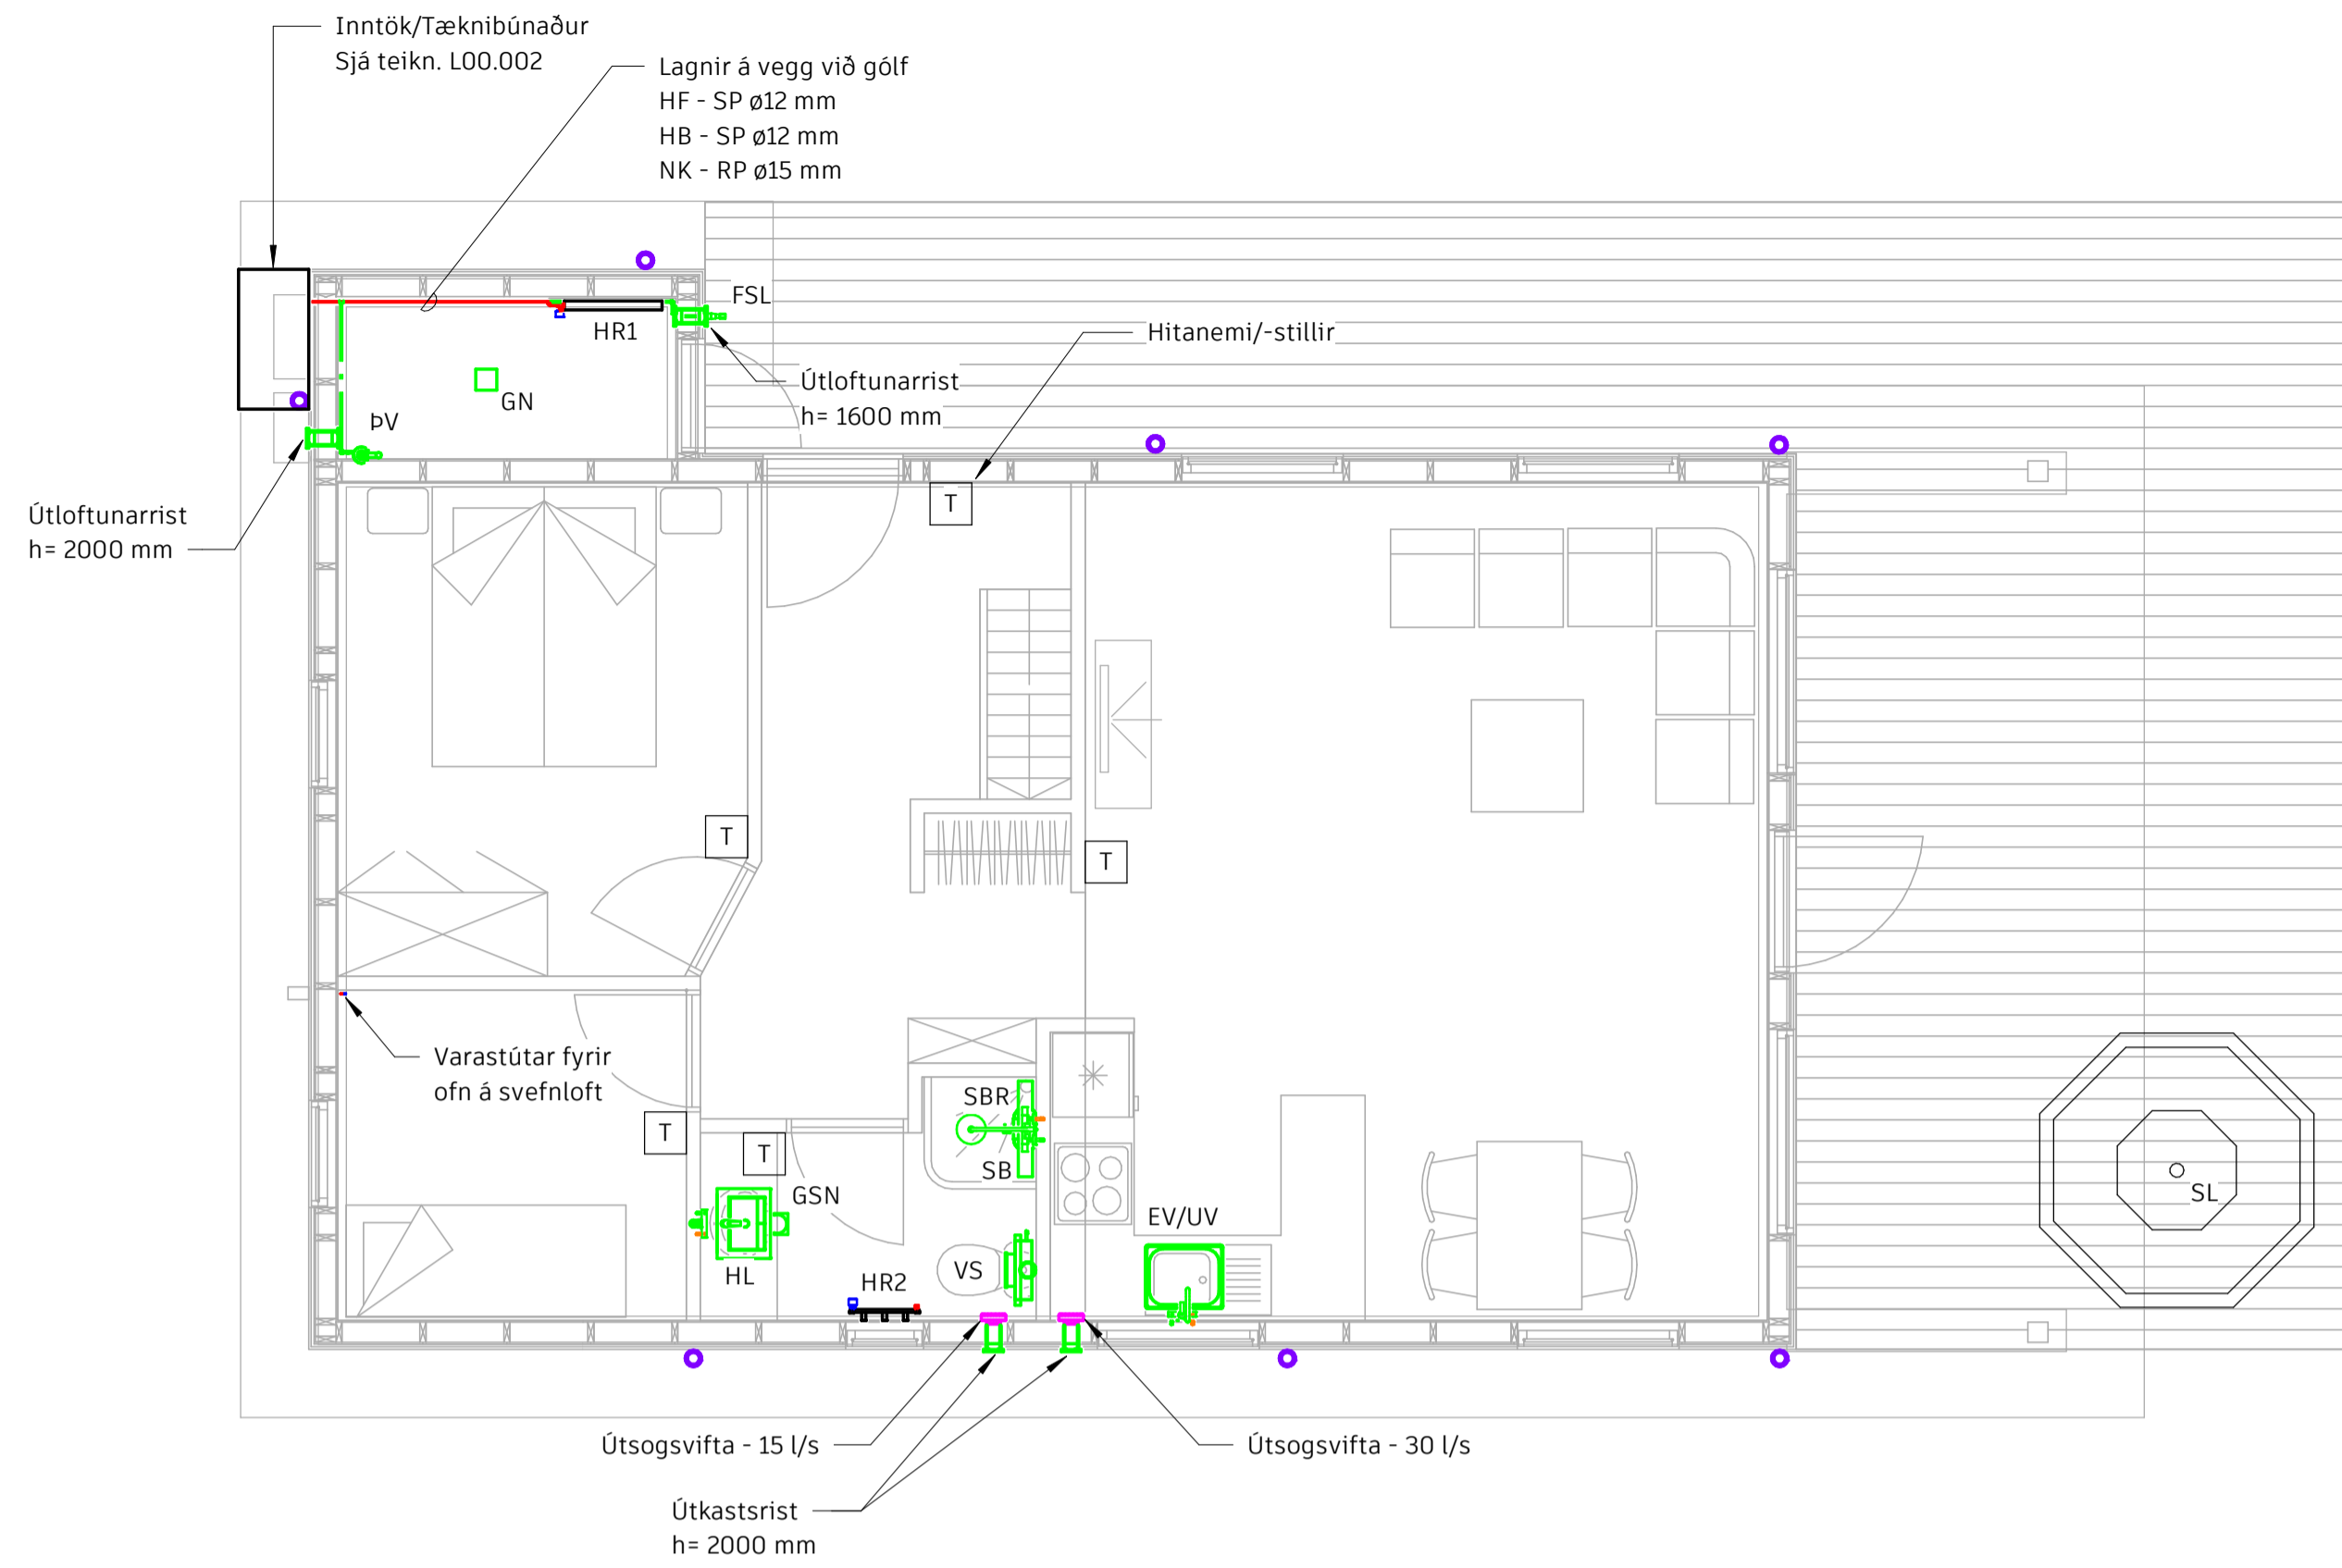 Inntök/Tæknibúnaður
Sjá teikn. L00.002
Lagnir á vegg við gólf
HF - SP ø12 mm
HB - SP ø12 mm
NK - RP ø15 mm
FSL
HR1
Hitanemi/-stillir
Útloftunarrist
h= 1600 mm
GN
ÞV
T
Útloftunarrist
h= 2000 mm
T
T
Varastútar fyrir
ofn á svefnloft
SBR
T
T
SB
GSN
SL
EV/UV
HL
VS
HR2
Útsogsvifta - 15 l/s
Útsogsvifta - 30 l/s
Útkastsrist
h= 2000 mm